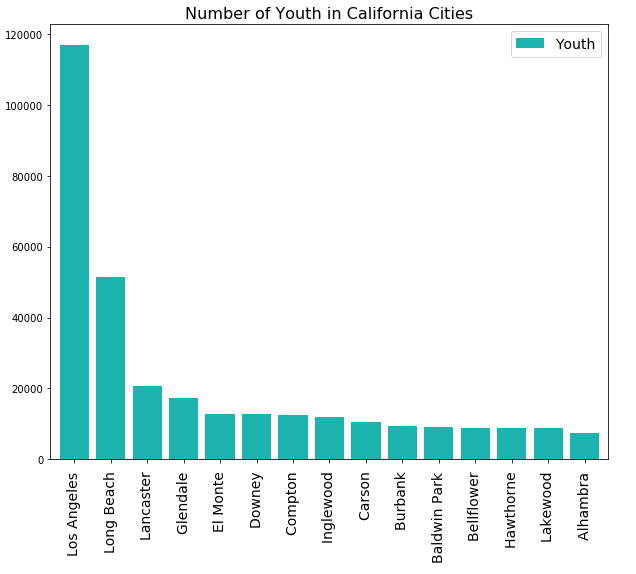 Number of Youth in California Cities
Youth
120000
100000
80000
60000
40000
20000
0
Los Angeles
Long Beach
Lancaster
Glendale
El Monte
Downey
Compton
Inglewood
Carson
Burbank
Baldwin Park
Bellflower
Hawthorne
Lakewood
Alhambra